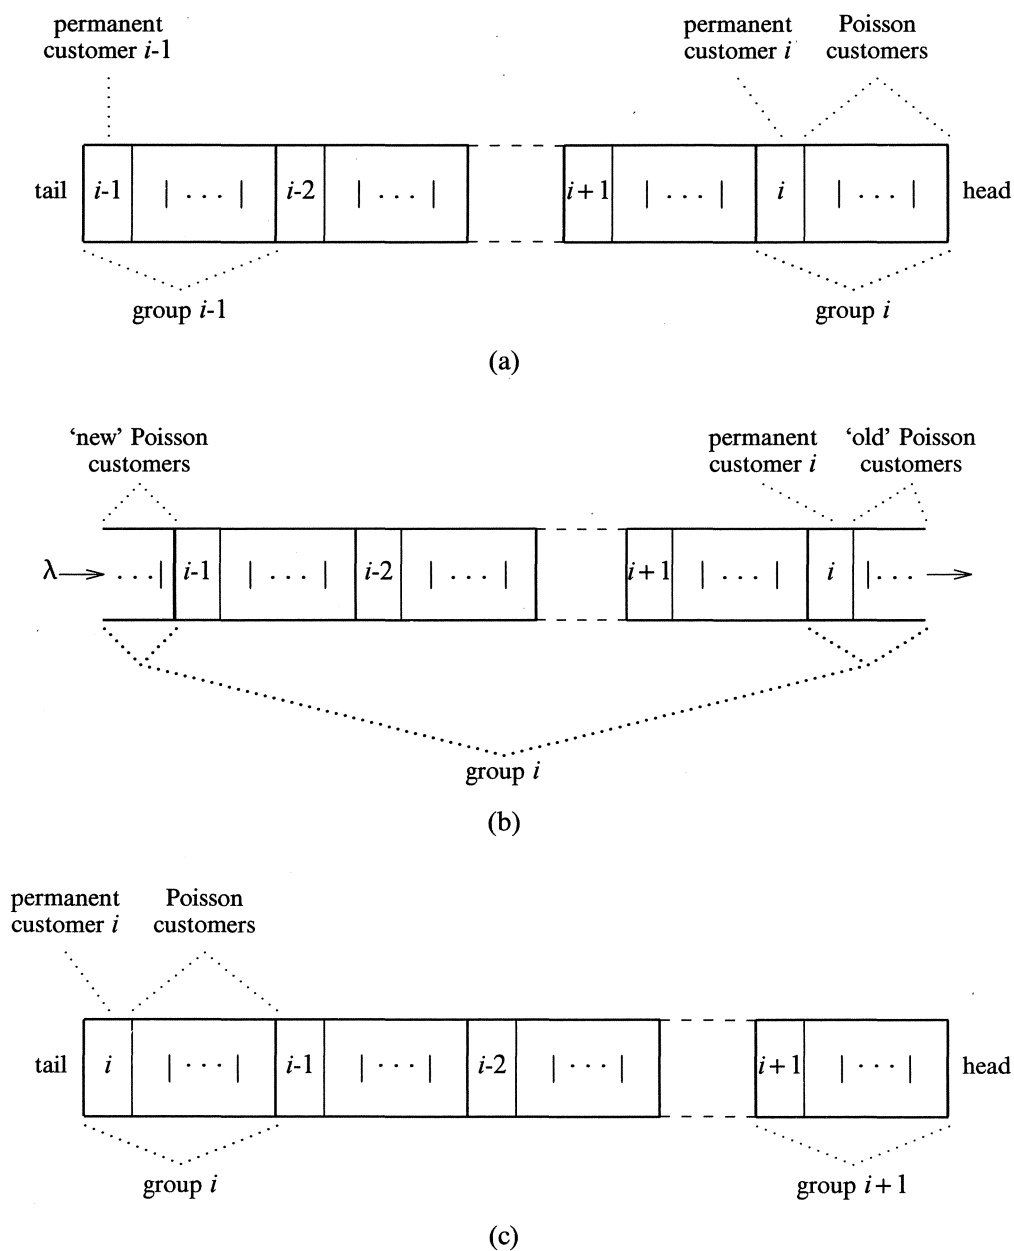 permanent customer i-1
permanent customer i
Poisson customers
tail i-1 | ... | i-2 | ... | i+1 | ... | i | ... | head
group i-1
group i
(a)
'new' Poisson customers
permanent customer i
'old' Poisson customers
λ ...| i-1 | ... | i-2 | ... | i+1 | ... | i |...
group i
(b)
permanent customer i
Poisson customers
tail i | ... | i-1 | ... | i-2 | ... | i+1 | ... | head
group i
group i+1
(c)